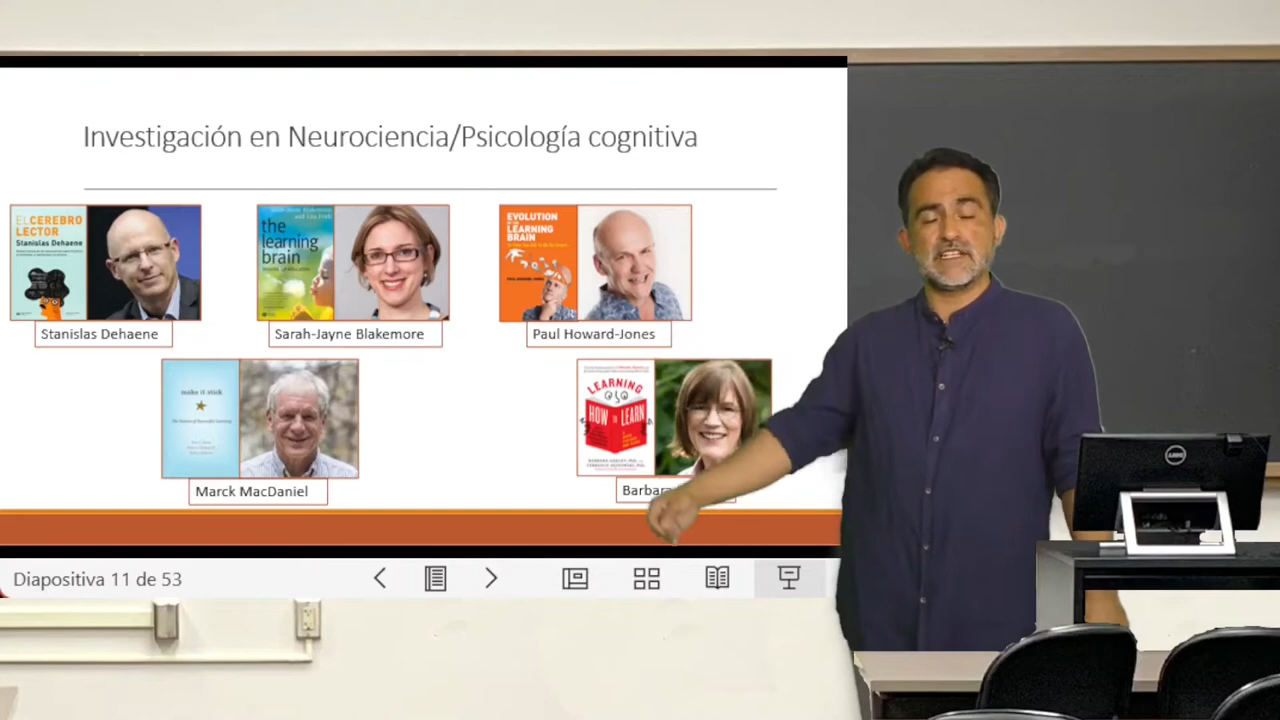 Investigación en Neurociencia/Psicología cognitiva
EL CEREBRO
LECTOR
Stanislas Dehaene
the
learning
brain
EVOLUTION
LEARNING
BRAIN
Stanislas Dehaene
Sarah-Jayne Blakemore
Paul Howard-Jones
make it stick
LEARNING
HOW TO LEARN
Marck MacDaniel
Barbar
Diapositiva 11 de 53
DELL